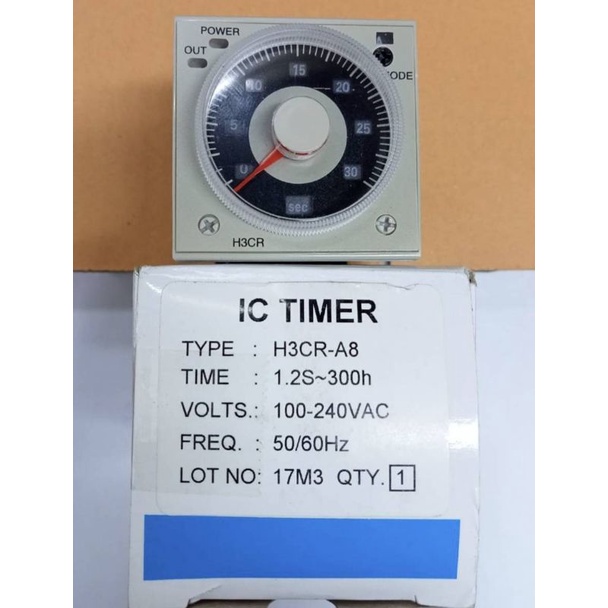 POWER
OUT
ODE
0 5 10 15 20 25 30
sec
H3CR
IC TIMER
TYPE : H3CR-A8
TIME : 1.2S~300h
VOLTS.: 100-240VAC
FREQ. : 50/60Hz
LOT NO: 17M3 QTY. 1